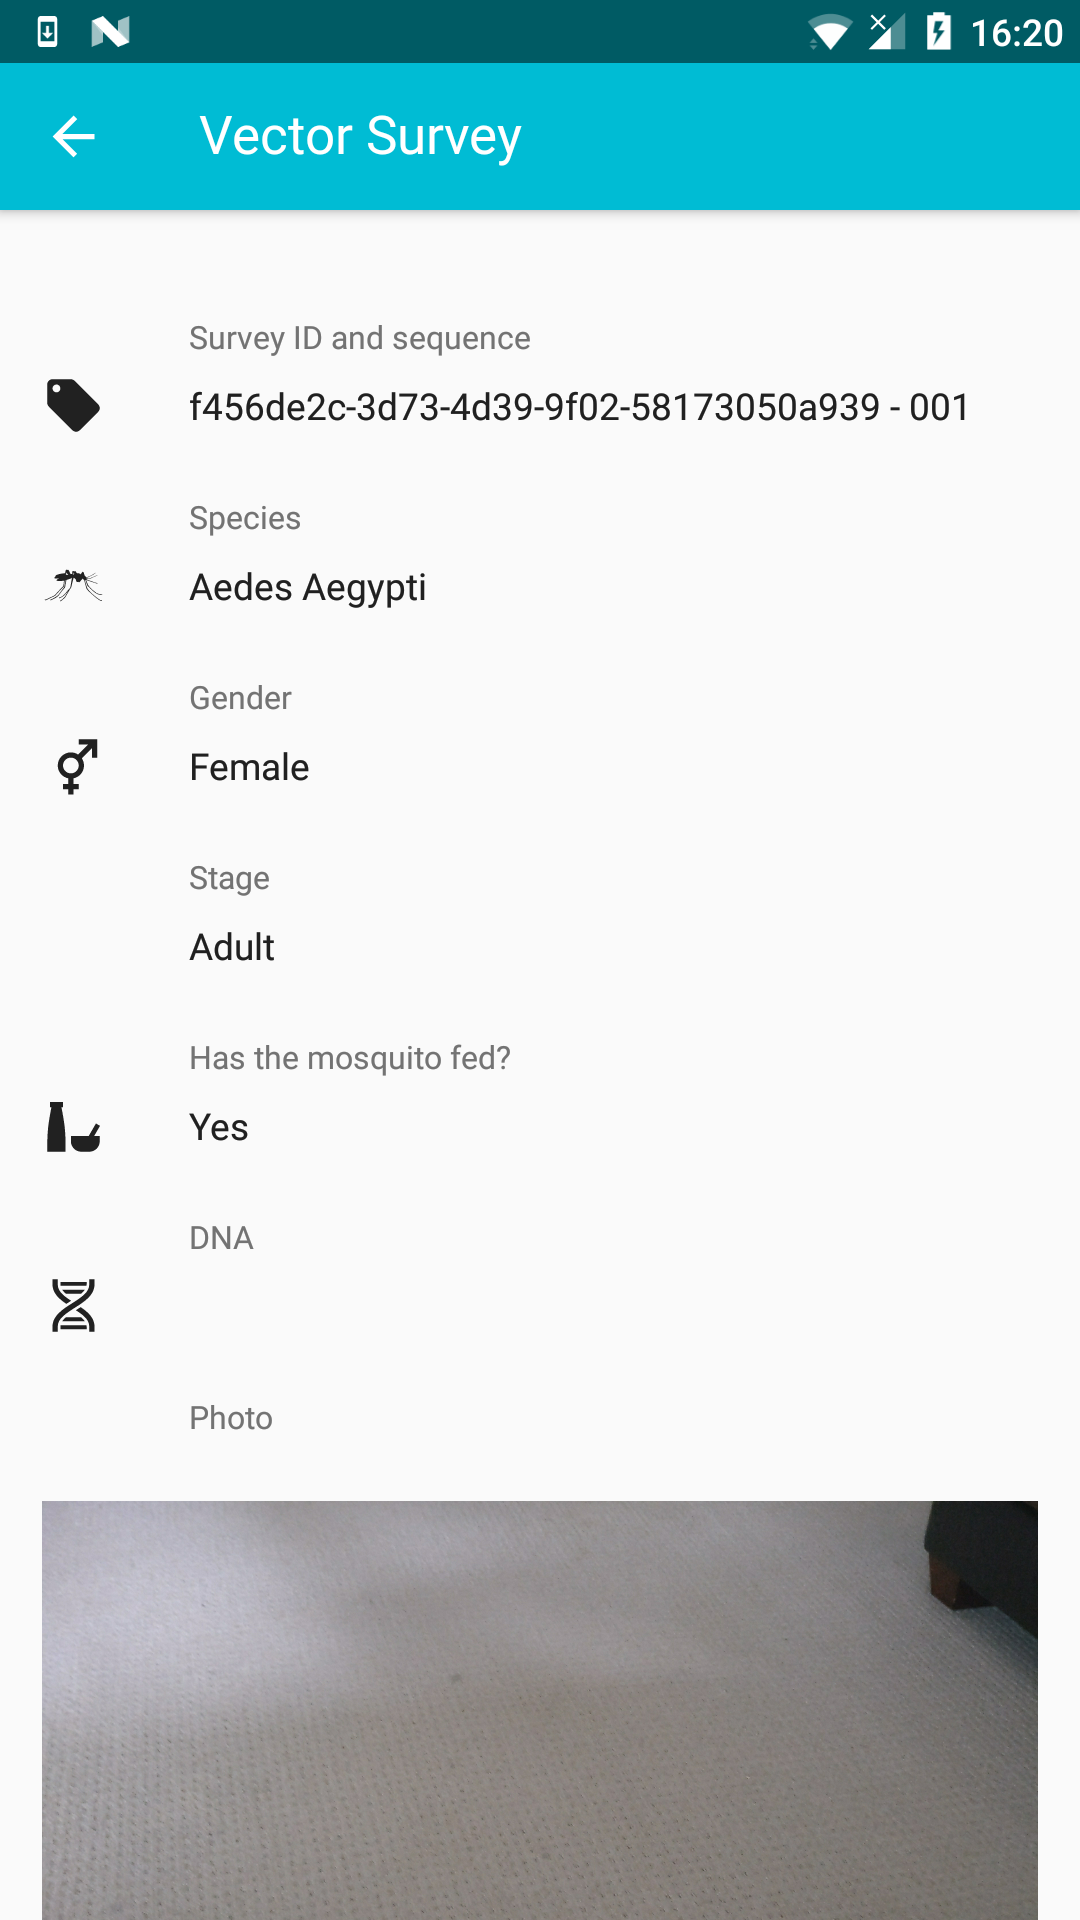 16:20
Vector Survey
Survey ID and sequence
f456de2c-3d73-4d39-9f02-58173050a939 - 001
Species
Aedes Aegypti
Gender
Female
Stage
Adult
Has the mosquito fed?
Yes
DNA
Photo